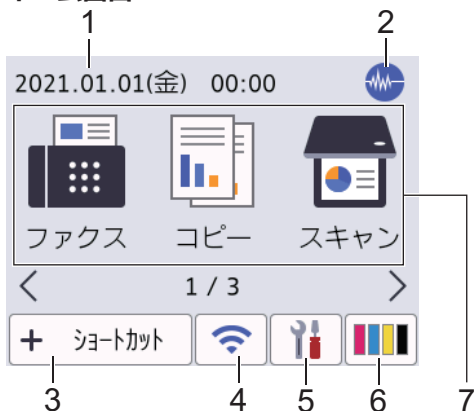 1 2
2021.01.01(金) 00:00
ファクス コピー スキャン
1 / 3
+ ショートカット
3 4 5 6 7